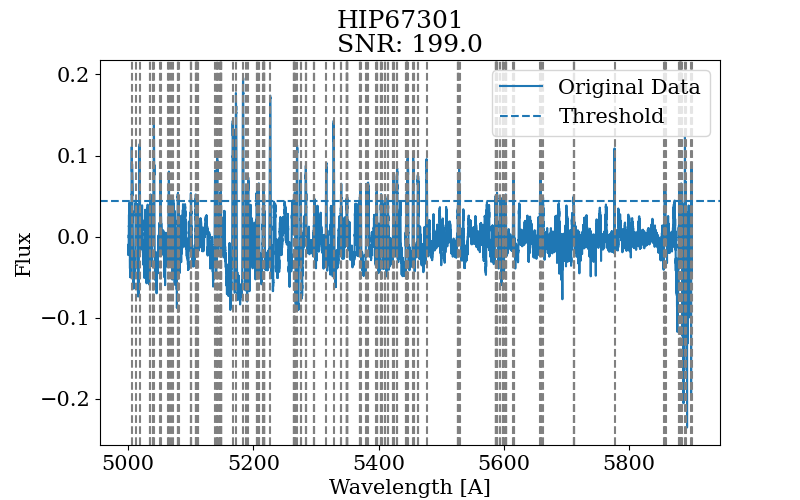 HIP67301
SNR: 199.0
Original Data
Threshold
0.2
0.1
0.0
−0.1
−0.2
Flux
5000 5200 5400 5600 5800
Wavelength [A]